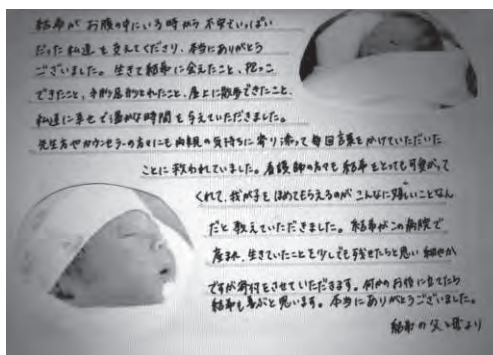 結希が お腹の中にいる時から 不安でいっぱい
だった私達を支えてくださり、本当にありがとう
ございました。生きて結希に会えたこと、抱っこ
できたこと、手形足形をとれたこと、屋上に散歩できたこと、
私達に幸せで温かな時間を与えていただきました。
先生方やカウンセラーの方々にも両親の気持ちに寄り添って毎回言葉をかけていただいた
ことに救われていました。看護師の方々も結希をとっても可愛がって
くれて、我が子をほめてもらえるのがこんなに嬉しいことなん
だと教えていただきました。結希がこの病院で
産まれ、生きていたことを少しでも残せたらと思い 細やか
ですが寄付をさせていただきます。何かのお役に立てたら
結希も喜ぶと思います。本当にありがとうございました。
結希の父と母より